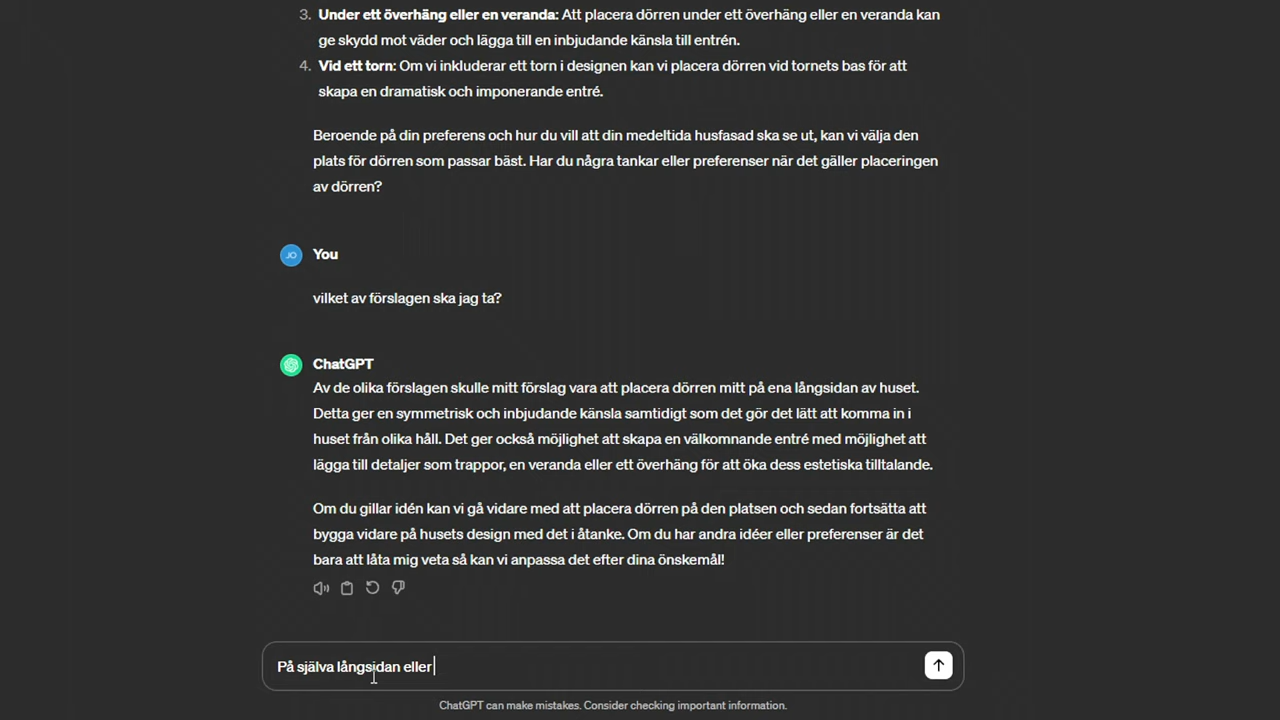 3. Under ett överhäng eller en veranda: Att placera dörren under ett överhäng eller en veranda kan
ge skydd mot väder och lägga till en inbjudande känsla till entrén.
4. Vid ett torn: Om vi inkluderar ett torn i designen kan vi placera dörren vid tornets bas för att
skapa en dramatisk och imponerande entré.
Beroende på din preferens och hur du vill att din medeltida husfasad ska se ut, kan vi välja den
plats för dörren som passar bäst. Har du några tankar eller preferenser när det gäller placeringen
av dörren?
JO You
vilket av förslagen ska jag ta?
ChatGPT
Av de olika förslagen skulle mitt förslag vara att placera dörren mitt på ena långsidan av huset.
Detta ger en symmetrisk och inbjudande känsla samtidigt som det gör det lätt att komma in i
huset från olika håll. Det ger också möjlighet att skapa en välkomnande entré med möjlighet att
lägga till detaljer som trappor, en veranda eller ett överhäng för att öka dess estetiska tilltalande.
Om du gillar idén kan vi gå vidare med att placera dörren på den platsen och sedan fortsätta att
bygga vidare på husets design med det i åtanke. Om du har andra idéer eller preferenser är det
bara att låta mig veta så kan vi anpassa det efter dina önskemål!
På själva långsidan eller
ChatGPT can make mistakes. Consider checking important information.